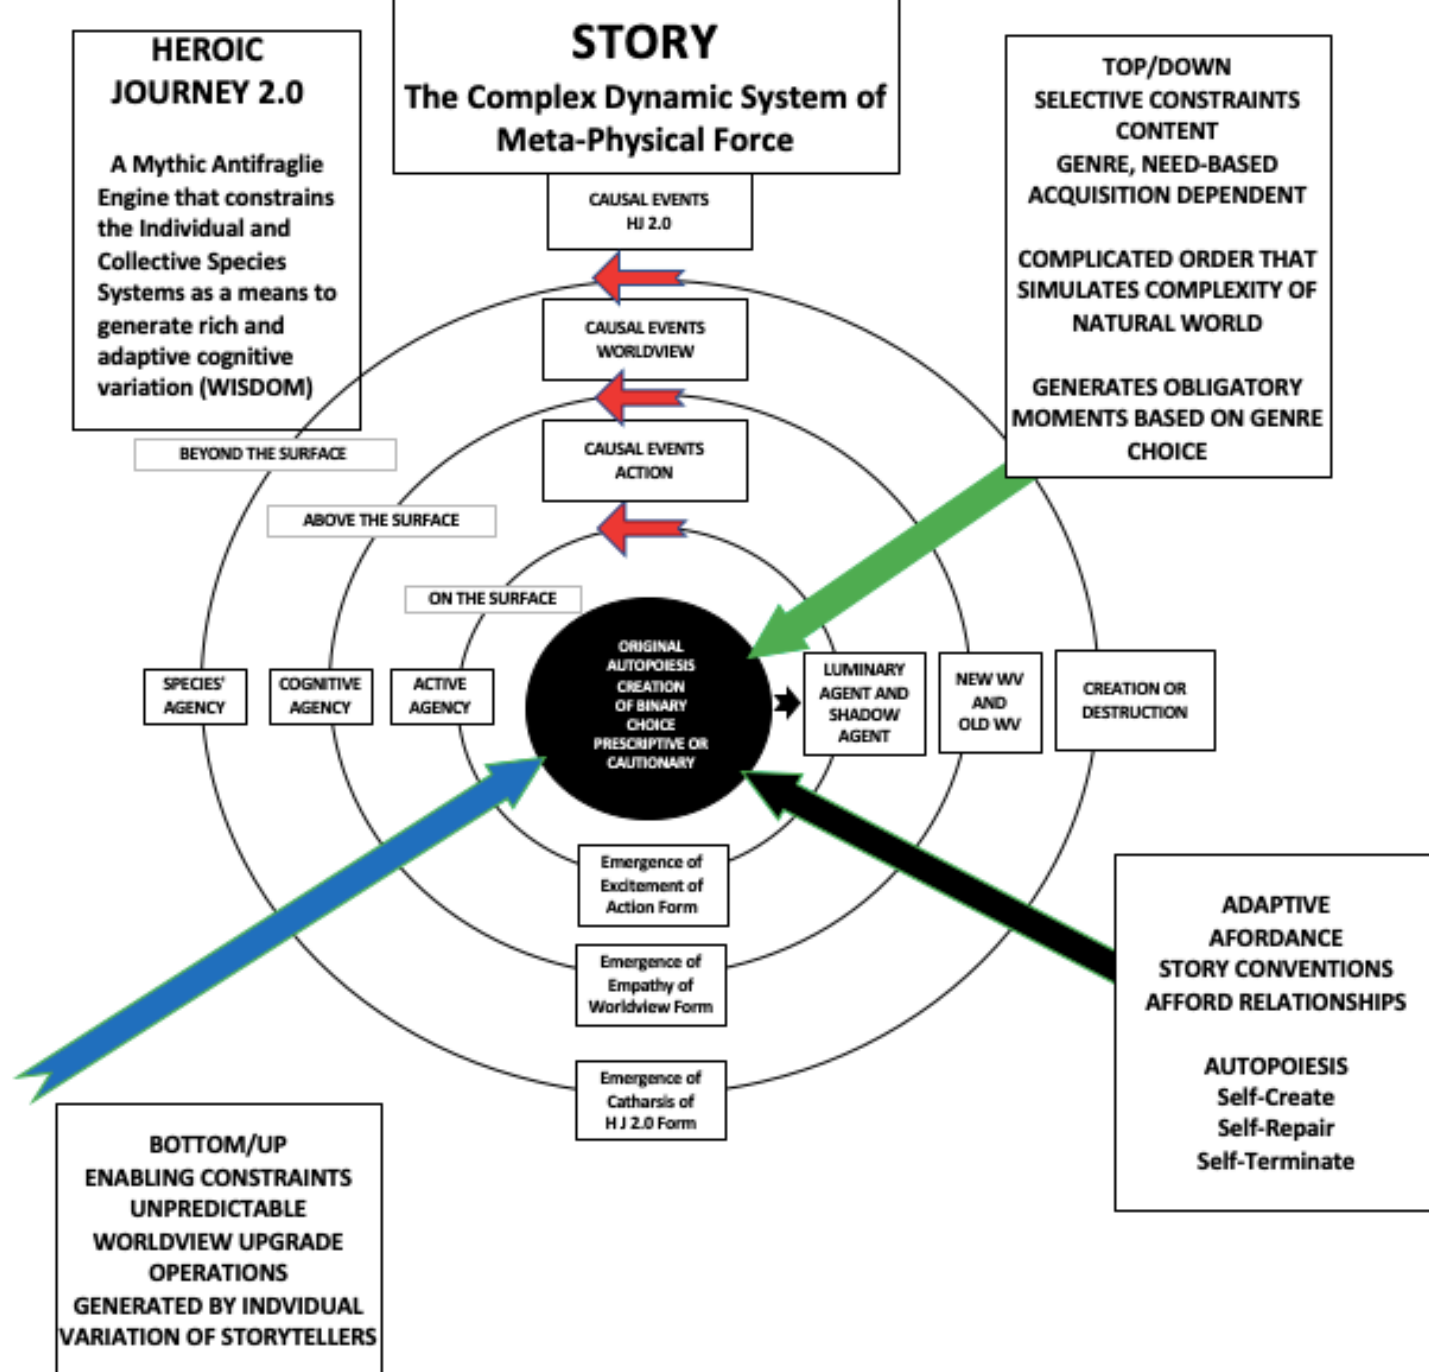 HEROIC
JOURNEY 2.0
A Mythic Antifraglie
Engine that constrains
the Individual and
Collective Species
Systems as a means to
generate rich and
adaptive cognitive
variation (WISDOM)
STORY
The Complex Dynamic System of
Meta-Physical Force
TOP/DOWN
SELECTIVE CONSTRAINTS
CONTENT
GENRE, NEED-BASED
ACQUISITION DEPENDENT
COMPLICATED ORDER THAT
SIMULATES COMPLEXITY OF
NATURAL WORLD
GENERATES OBLIGATORY
MOMENTS BASED ON GENRE
CHOICE
CAUSAL EVENTS
HJ 2.0
CAUSAL EVENTS
WORLDVIEW
CAUSAL EVENTS
ACTION
BEYOND THE SURFACE
ABOVE THE SURFACE
ON THE SURFACE
SPECIES'
AGENCY
COGNITIVE
AGENCY
ACTIVE
AGENCY
ORIGINAL
AUTOPOIESIS
CREATION
OF BINARY
CHOICE
PRESCRIPTIVE OR
CAUTIONARY
LUMINARY
AGENT AND
SHADOW
AGENT
NEW WV
AND
OLD WV
CREATION OR
DESTRUCTION
Emergence of
Excitement of
Action Form
Emergence of
Empathy of
Worldview Form
Emergence of
Catharsis of
H J 2.0 Form
ADAPTIVE
AFORDANCE
STORY CONVENTIONS
AFFORD RELATIONSHIPS
AUTOPOIESIS
Self-Create
Self-Repair
Self-Terminate
BOTTOM/UP
ENABLING CONSTRAINTS
UNPREDICTABLE
WORLDVIEW UPGRADE
OPERATIONS
GENERATED BY INDVIDUAL
VARIATION OF STORYTELLERS